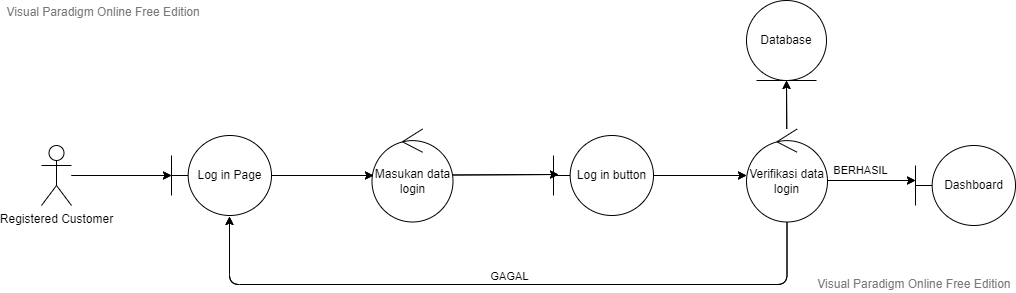 Visual Paradigm Online Free Edition
Database
Log in Page
Masukan data
login
Log in button
Verifikasi data
login
BERHASIL
Dashboard
Registered Customer
GAGAL
Visual Paradigm Online Free Edition